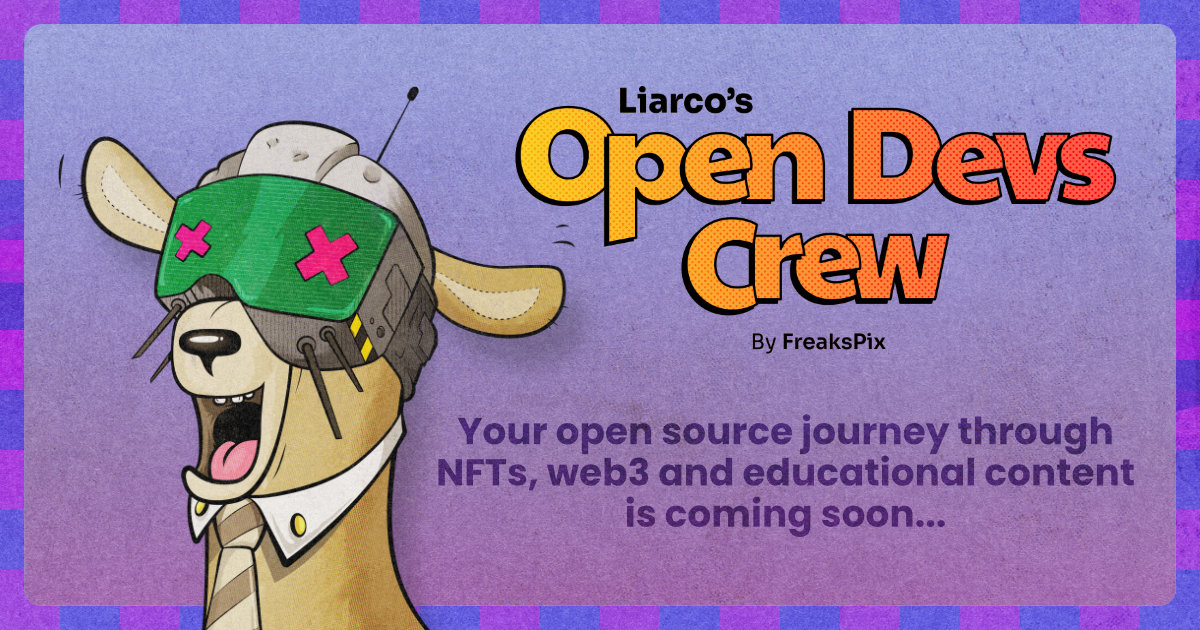 Liarco's
Open Devs
Crew
By FreaksPix
Your open source journey through
NFTs, web3 and educational content
is coming soon...